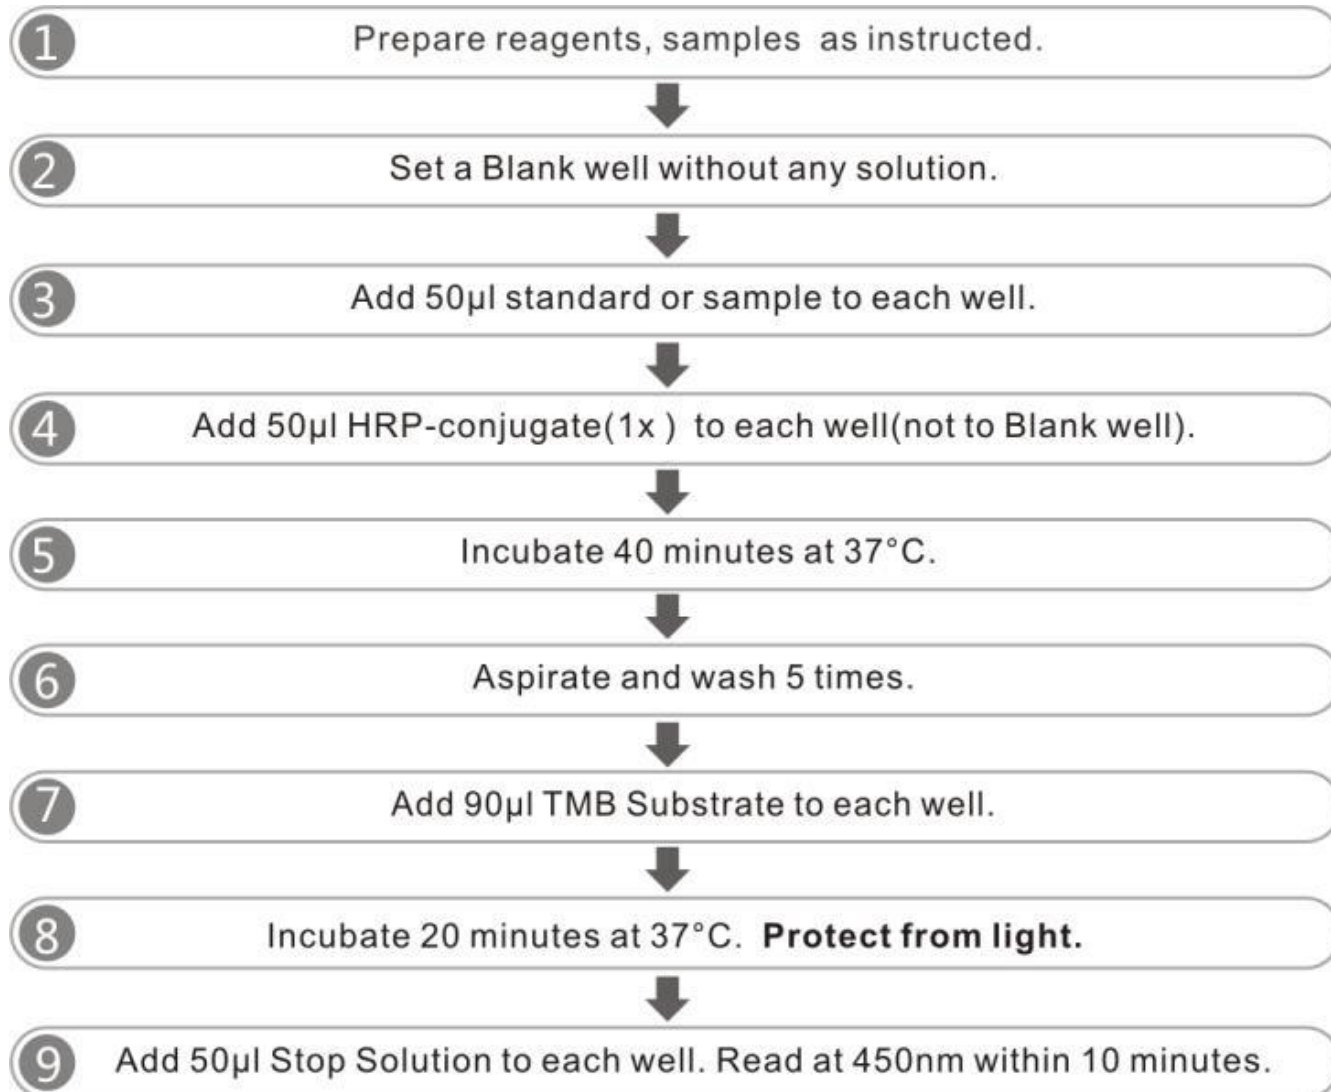 1 Prepare reagents, samples as instructed.
2 Set a Blank well without any solution.
3 Add 50µl standard or sample to each well.
4 Add 50µl HRP-conjugate(1x ) to each well(not to Blank well).
5 Incubate 40 minutes at 37°C.
6 Aspirate and wash 5 times.
7 Add 90µl TMB Substrate to each well.
8 Incubate 20 minutes at 37°C. Protect from light.
9 Add 50µl Stop Solution to each well. Read at 450nm within 10 minutes.